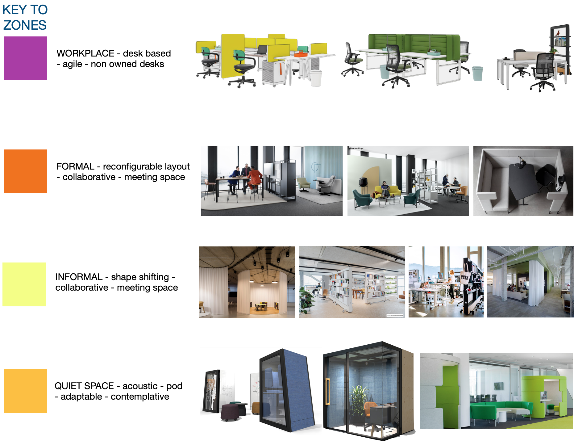 KEY TO
ZONES
WORKPLACE - desk based
- agile - non owned desks
FORMAL - reconfigurable layout
- collaborative - meeting space
INFORMAL - shape shifting -
collaborative - meeting space
QUIET SPACE - acoustic - pod
- adaptable - contemplative